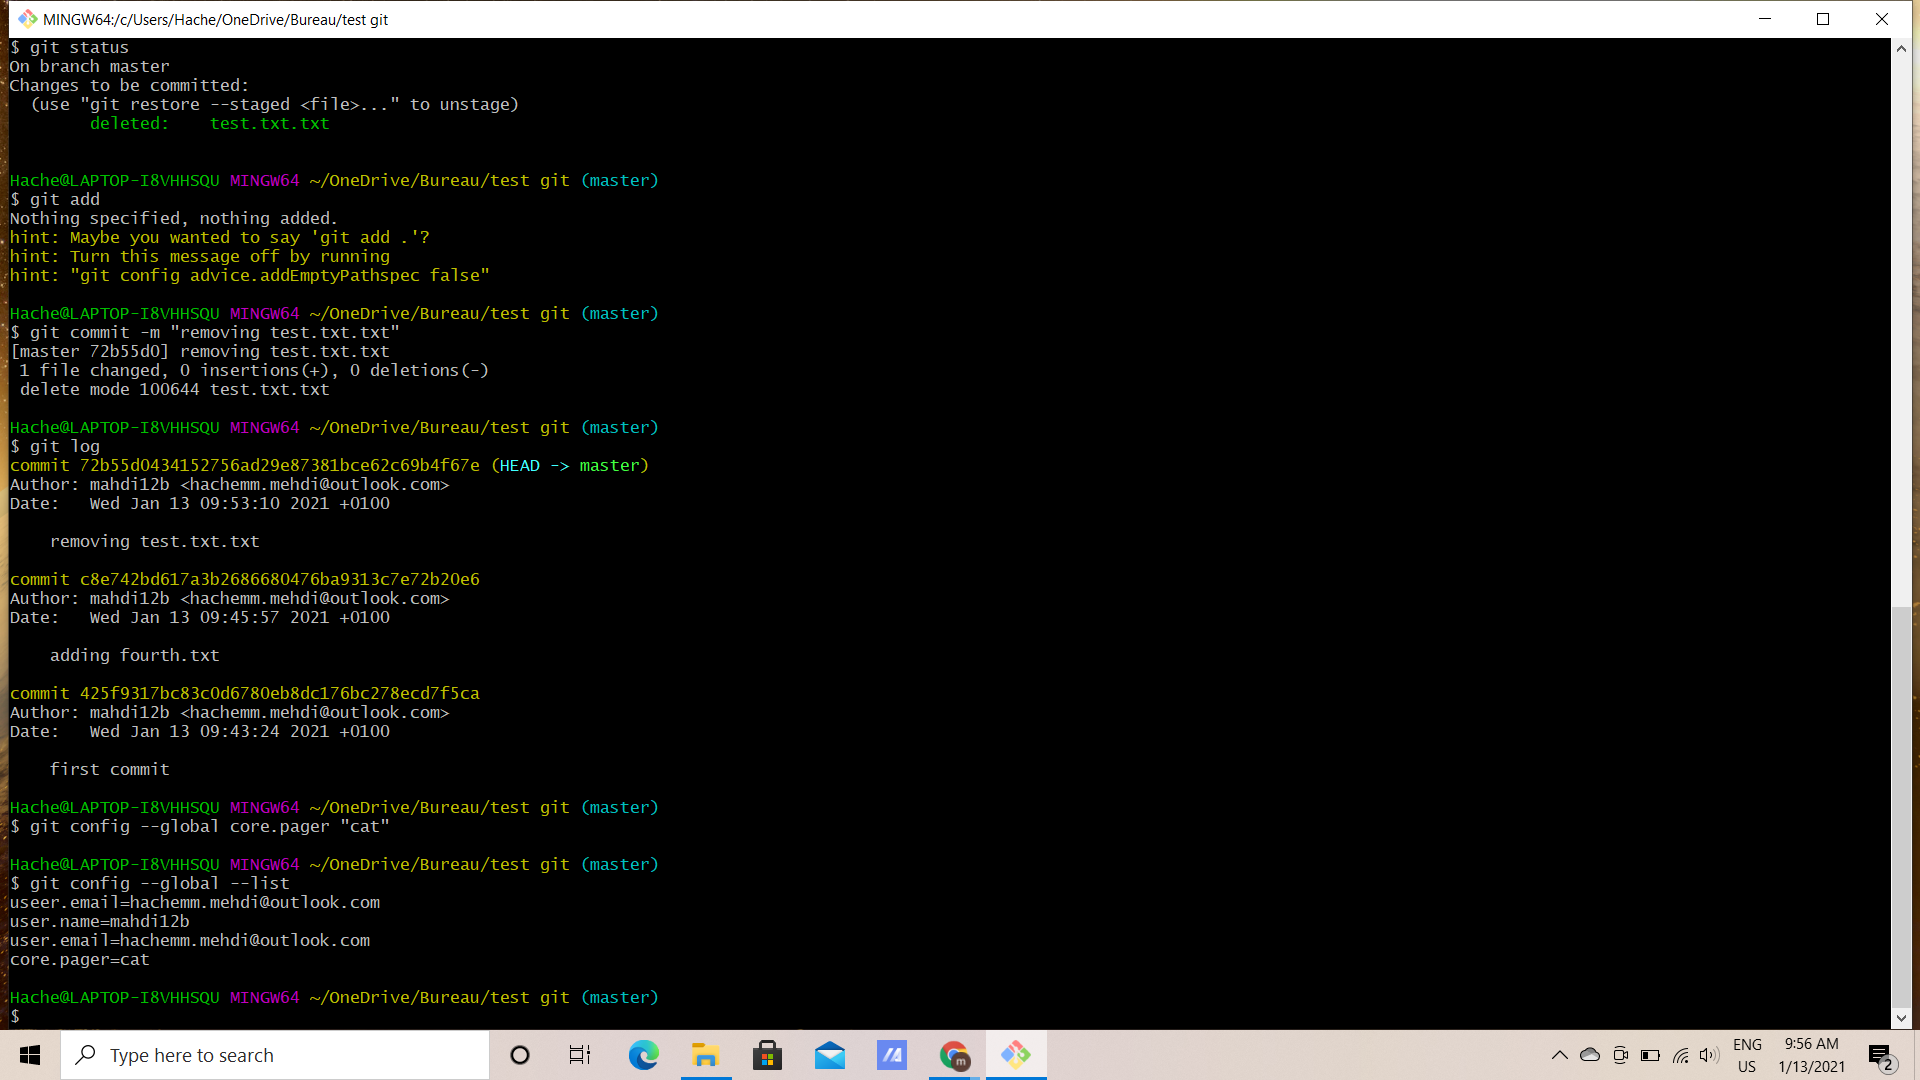 MINGW64:/c/Users/Hache/OneDrive/Bureau/test git
$ git status
On branch master
Changes to be committed:
  (use "git restore --staged <file>..." to unstage)
        deleted:    test.txt.txt
Hache@LAPTOP-I8VHHSQU MINGW64 ~/OneDrive/Bureau/test git (master)
$ git add
Nothing specified, nothing added.
hint: Maybe you wanted to say 'git add .'?
hint: Turn this message off by running
hint: "git config advice.addEmptyPathspec false"
Hache@LAPTOP-I8VHHSQU MINGW64 ~/OneDrive/Bureau/test git (master)
$ git commit -m "removing test.txt.txt"
[master 72b55d0] removing test.txt.txt
 1 file changed, 0 insertions(+), 0 deletions(-)
 delete mode 100644 test.txt.txt
Hache@LAPTOP-I8VHHSQU MINGW64 ~/OneDrive/Bureau/test git (master)
$ git log
commit 72b55d0434152756ad29e87381bce62c69b4f67e (HEAD -> master)
Author: mahdi12b <hachemm.mehdi@outlook.com>
Date:   Wed Jan 13 09:53:10 2021 +0100
    removing test.txt.txt
commit c8e742bd617a3b2686680476ba9313c7e72b20e6
Author: mahdi12b <hachemm.mehdi@outlook.com>
Date:   Wed Jan 13 09:45:57 2021 +0100
    adding fourth.txt
commit 425f9317bc83c0d6780eb8dc176bc278ecd7f5ca
Author: mahdi12b <hachemm.mehdi@outlook.com>
Date:   Wed Jan 13 09:43:24 2021 +0100
    first commit
Hache@LAPTOP-I8VHHSQU MINGW64 ~/OneDrive/Bureau/test git (master)
$ git config --global core.pager "cat"
Hache@LAPTOP-I8VHHSQU MINGW64 ~/OneDrive/Bureau/test git (master)
$ git config --global --list
useer.email=hachemm.mehdi@outlook.com
user.name=mahdi12b
user.email=hachemm.mehdi@outlook.com
core.pager=cat
Hache@LAPTOP-I8VHHSQU MINGW64 ~/OneDrive/Bureau/test git (master)
$
Type here to search
m
ENG
US
9:56 AM
1/13/2021
2